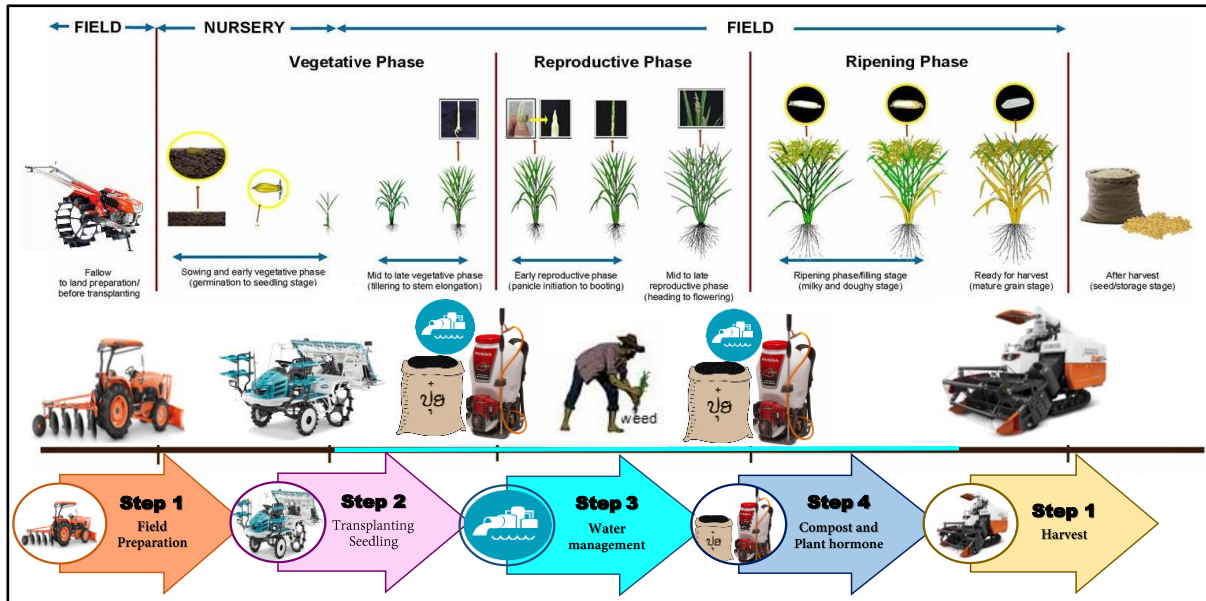 FIELD
NURSERY
FIELD
Vegetative Phase
Reproductive Phase
Ripening Phase
Fallow
to land preparation/
before transplanting
Sowing and early vegetative phase
(germination to seedling stage)
Mid to late vegetative phase
(tillering to stem elongation)
Early reproductive phase
(panicle initiation to booting)
Mid to late
reproductive phase
(heading to flowering)
Ripening phase/filling stage
(milky and doughy stage)
Ready for harvest
(mature grain stage)
After harvest
(seed/storage stage)
+
ปุ๋ย
weed
+
ปุ๋ย
Step 1
Field
Preparation
Step 2
Transplanting
Seedling
Step 3
Water
management
ปุ๋ย
Step 4
Compost and
Plant hormone
Step 1
Harvest